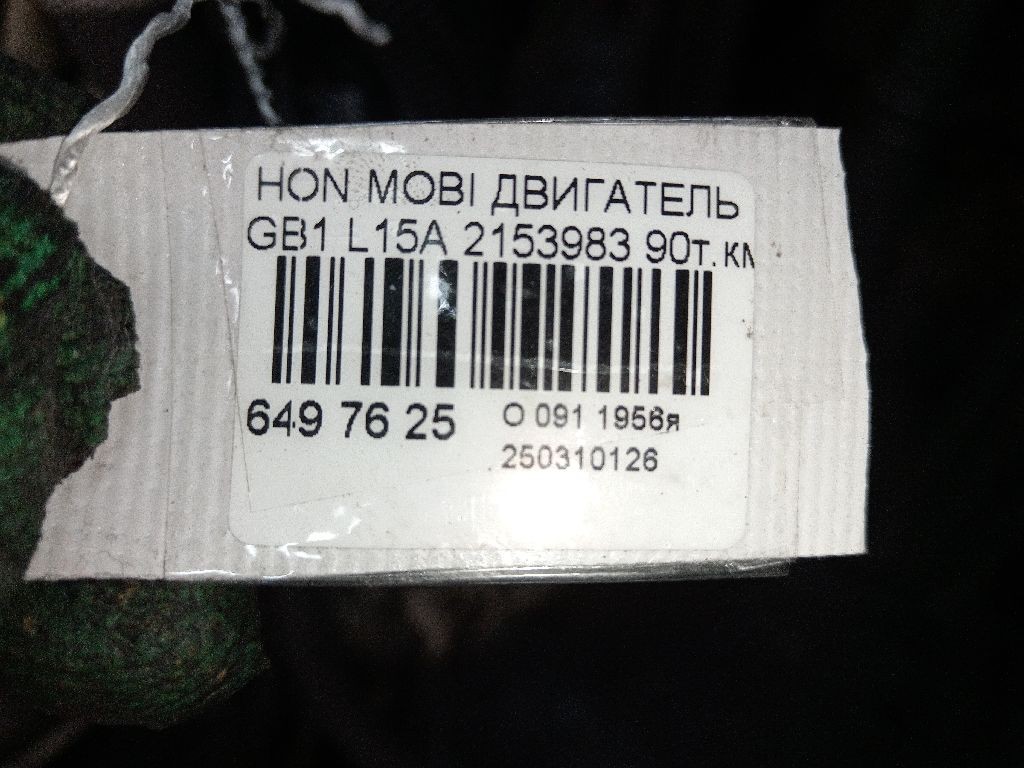 HON MOBI ДВИГАТЕЛЬ
GB1 L15A 2153983 90т.км
649 76 25
О 091 1956я
250310126